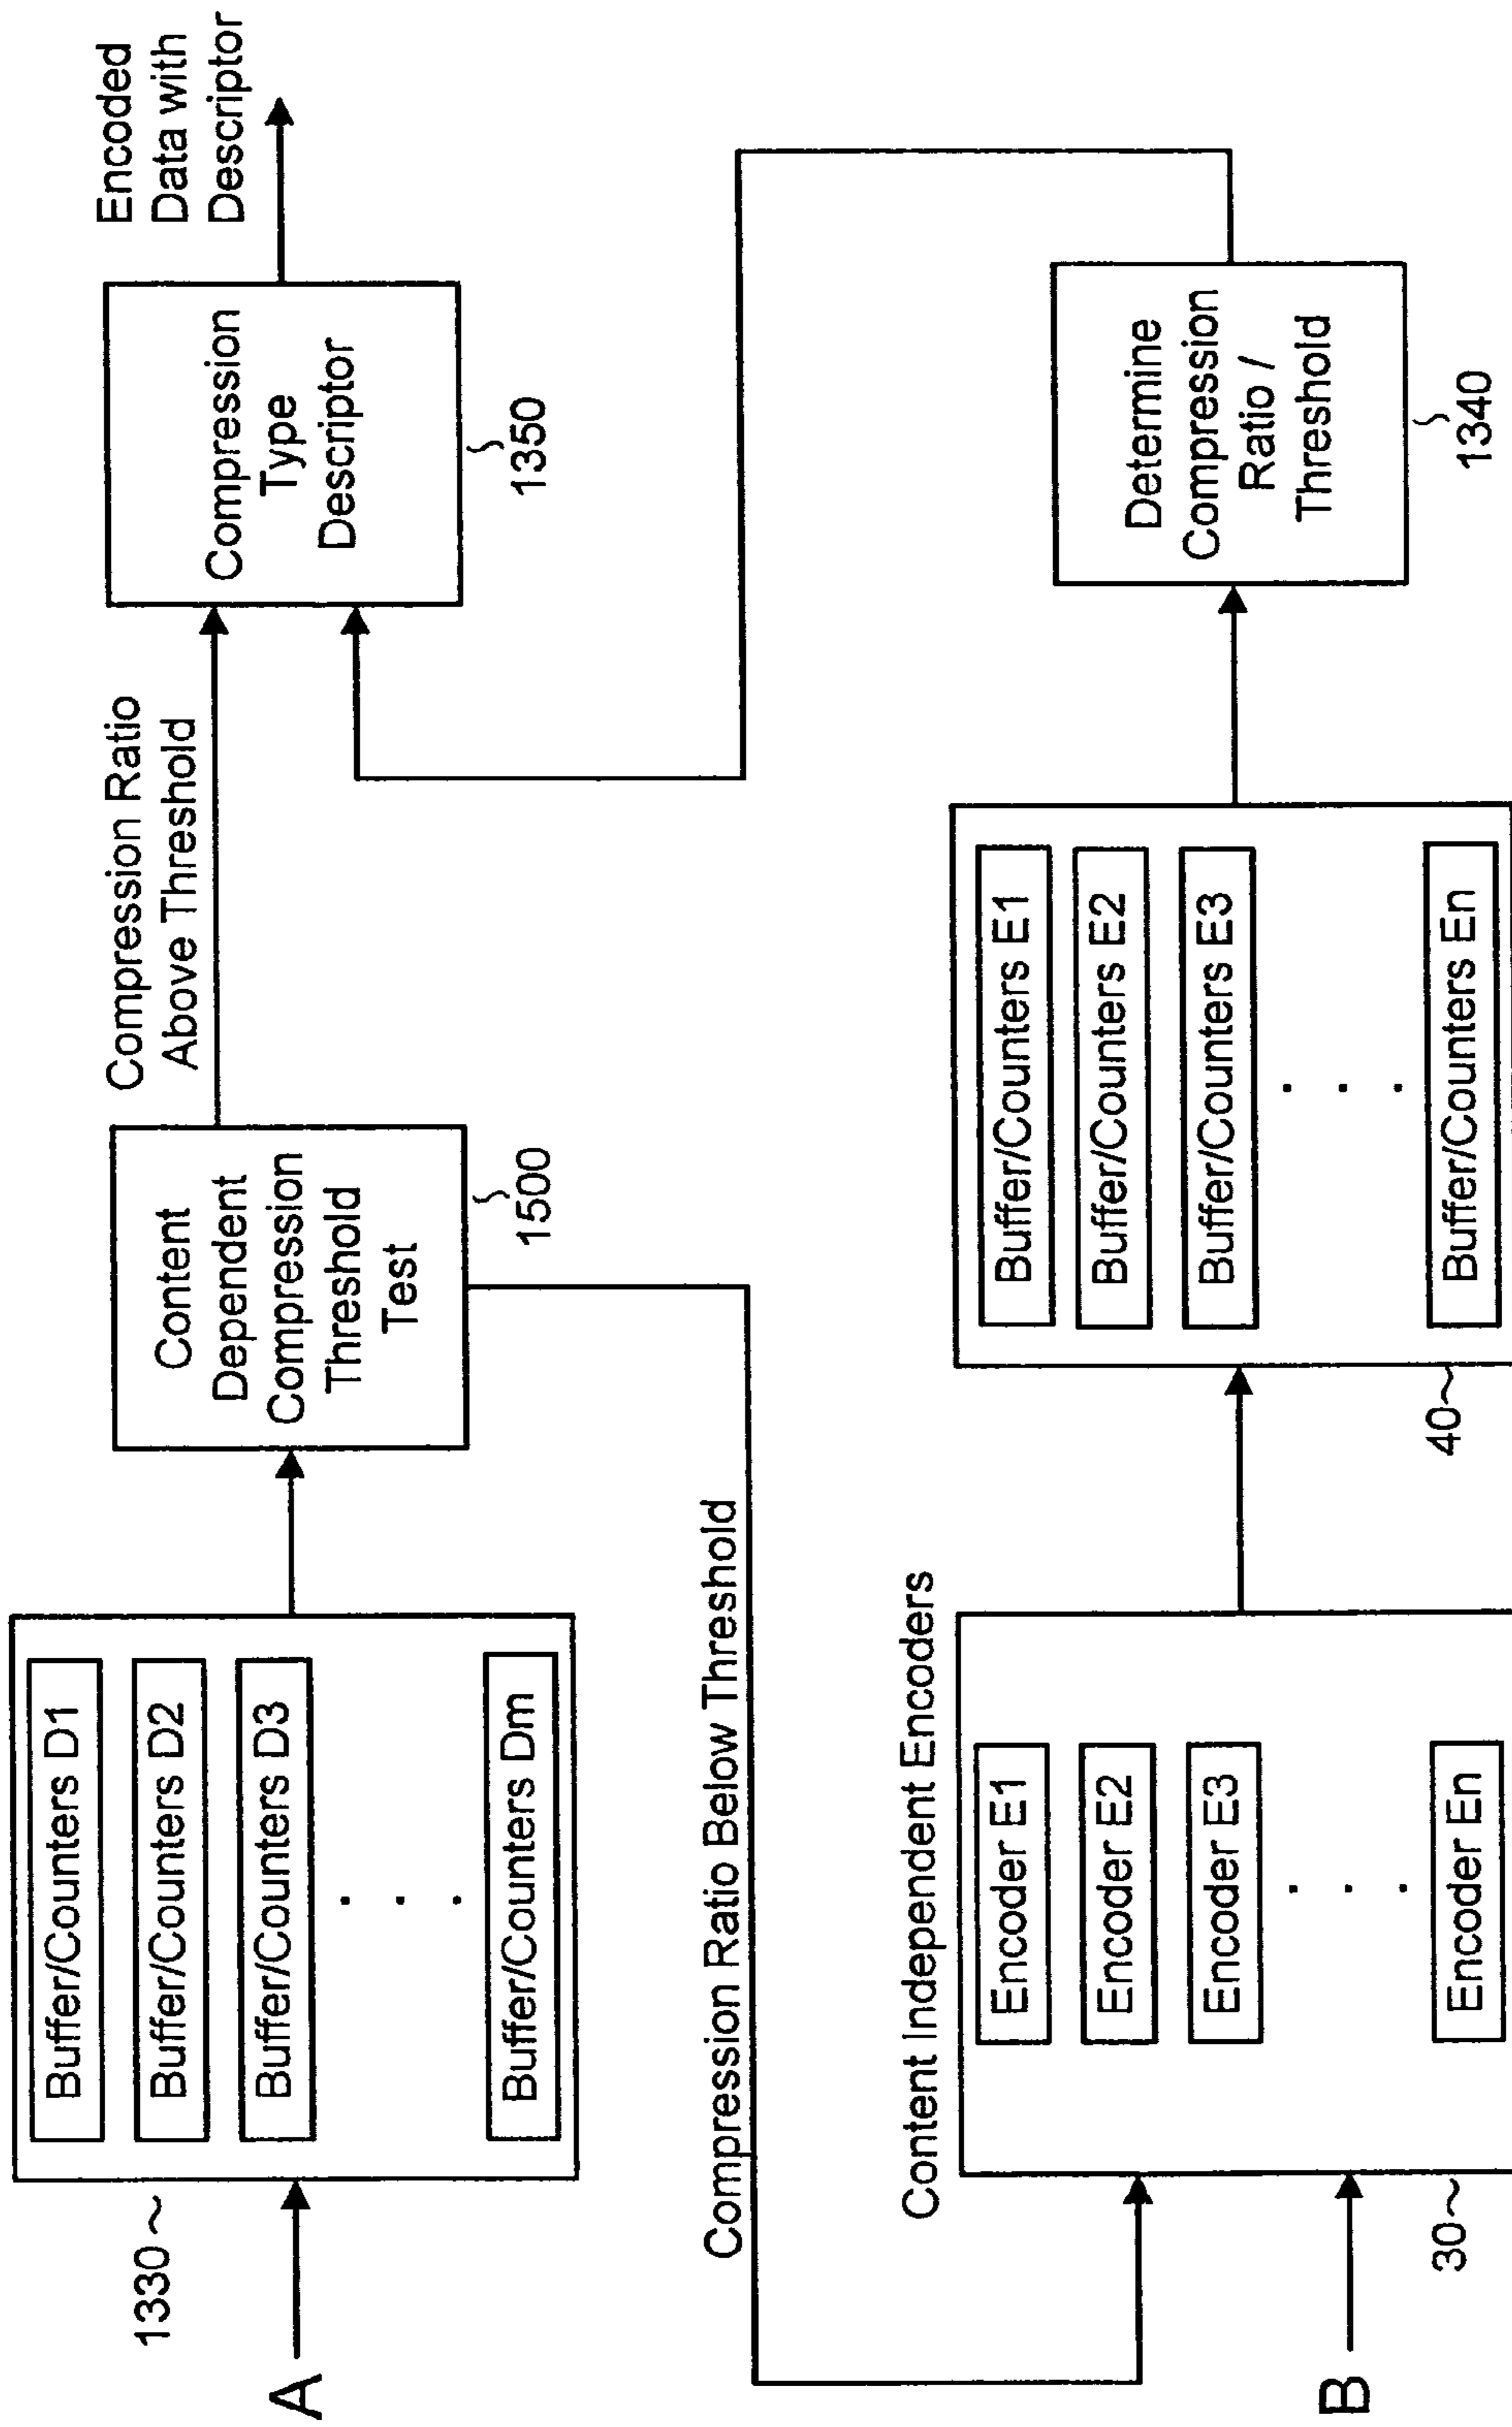 A
1330
Buffer/Counters D1
Buffer/Counters D2
Buffer/Counters D3
. . .
Buffer/Counters Dm
Content
Dependent
Compression
Threshold
Test
1500
Compression Ratio
Above Threshold
Compression
Type
Descriptor
1350
Encoded
Data with
Descriptor
Compression Ratio Below Threshold
Content Independent Encoders
B
30
Encoder E1
Encoder E2
Encoder E3
. . .
Encoder En
40
Buffer/Counters E1
Buffer/Counters E2
Buffer/Counters E3
. . .
Buffer/Counters En
Determine
Compression
Ratio /
Threshold
1340